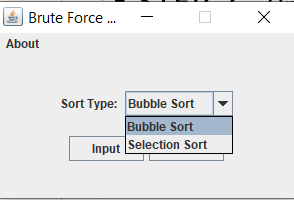 Brute Force ...
About
Sort Type: Bubble Sort
Bubble Sort
Selection Sort
Input